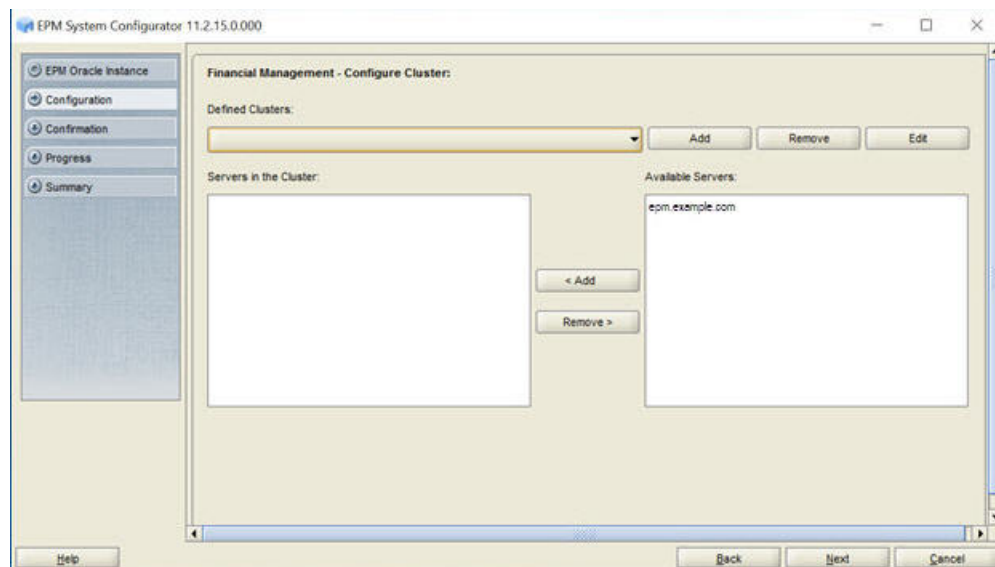 EPM System Configurator 11.2.15.0.000
EPM Oracle Instance
Configuration
Confirmation
Progress
Summary
Financial Management - Configure Cluster:
Defined Clusters:
Add Remove Edit
Servers in the Cluster: Available Servers:
epm.example.com
< Add
Remove >
Help Back Next Cancel